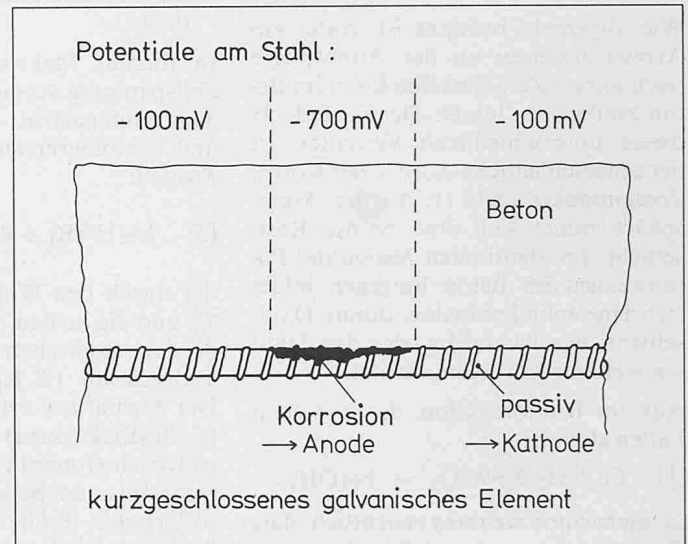 Potentiale am Stahl:
-100 mV -700 mV -100 mV
Beton
Korrosion passiv
→ Anode → Kathode
kurzgeschlossenes galvanisches Element